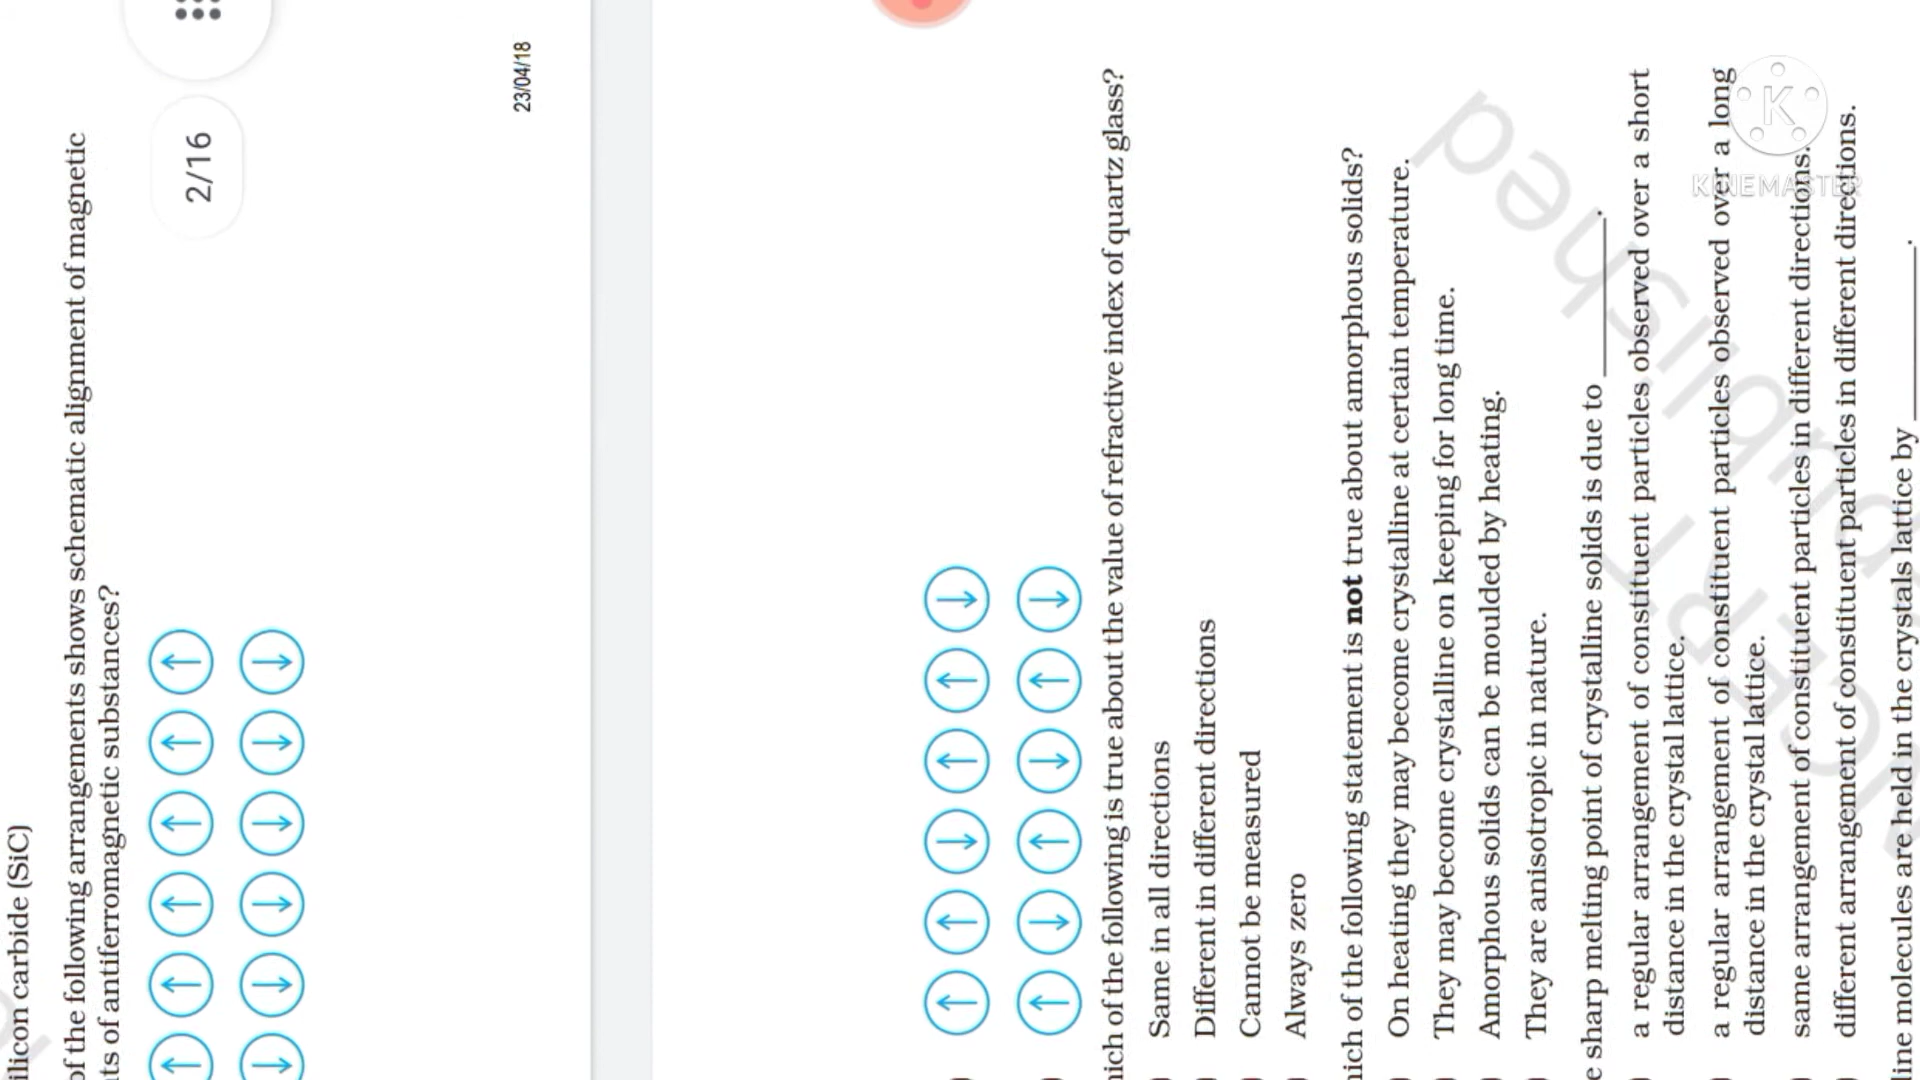 ilicon carbide (SiC)
of the following arrangements shows schematic alignment of magnetic
ts of antiferromagnetic substances?
2/16
23/04/18
hich of the following is true about the value of refractive index of quartz glass?
Same in all directions
Different in different directions
Cannot be measured
Always zero
hich of the following statement is not true about amorphous solids?
On heating they may become crystalline at certain temperature.
They may become crystalline on keeping for long time.
Amorphous solids can be moulded by heating.
They are anisotropic in nature.
e sharp melting point of crystalline solids is due to ________.
a regular arrangement of constituent particles observed over a short
distance in the crystal lattice.
a regular arrangement of constituent particles observed over a long
distance in the crystal lattice.
same arrangement of constituent particles in different directions.
different arrangement of constituent particles in different directions.
line molecules are held in the crystals lattice by ________.
NCERT
published
K
KINEMASTER